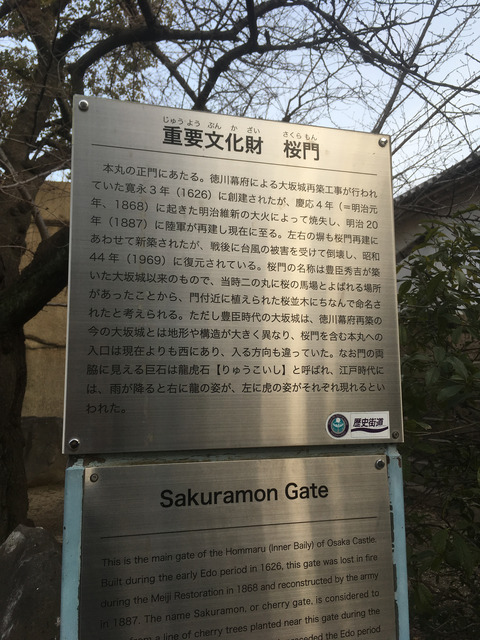 じゅう よう ぶん か ざい さくら もん
重要文化財 桜門
本丸の正門にあたる。徳川幕府による大坂城再築工事が行われ
ていた寛永3年（1626）に創建されたが、慶応4年（＝明治元
年、1868）に起きた明治維新の大火によって焼失し、明治20
年（1887）に陸軍が再建し現在に至る。左右の塀も桜門再建に
あわせて新築されたが、戦後に台風の被害を受けて倒壊し、昭和
44年（1969）に復元されている。桜門の名称は豊臣秀吉が築
いた大坂城以来のもので、当時二の丸に桜の馬場とよばれる場所
があったことから、門付近に植えられた桜並木にちなんで命名さ
れたと考えられる。ただし豊臣時代の大坂城は、徳川幕府再築の
今の大坂城とは地形や構造が大きく異なり、桜門を含む本丸への
入口は現在よりも西にあり、入る方向も違っていた。なお門の両
脇に見える巨石は龍虎石【りゅうこいし】と呼ばれ、江戸時代に
は、雨が降ると右に龍の姿が、左に虎の姿がそれぞれ現れるとい
われた。
歴史街道
Sakuramon Gate
This is the main gate of the Hommaru (Inner Baily) of Osaka Castle.
Built during the early Edo period in 1626, this gate was lost in fire
during the Meiji Restoration in 1868 and reconstructed by the army
in 1887. The name Sakuramon, or cherry gate, is considered to
from a line of cherry trees planted near this gate during the
preceded the Edo period